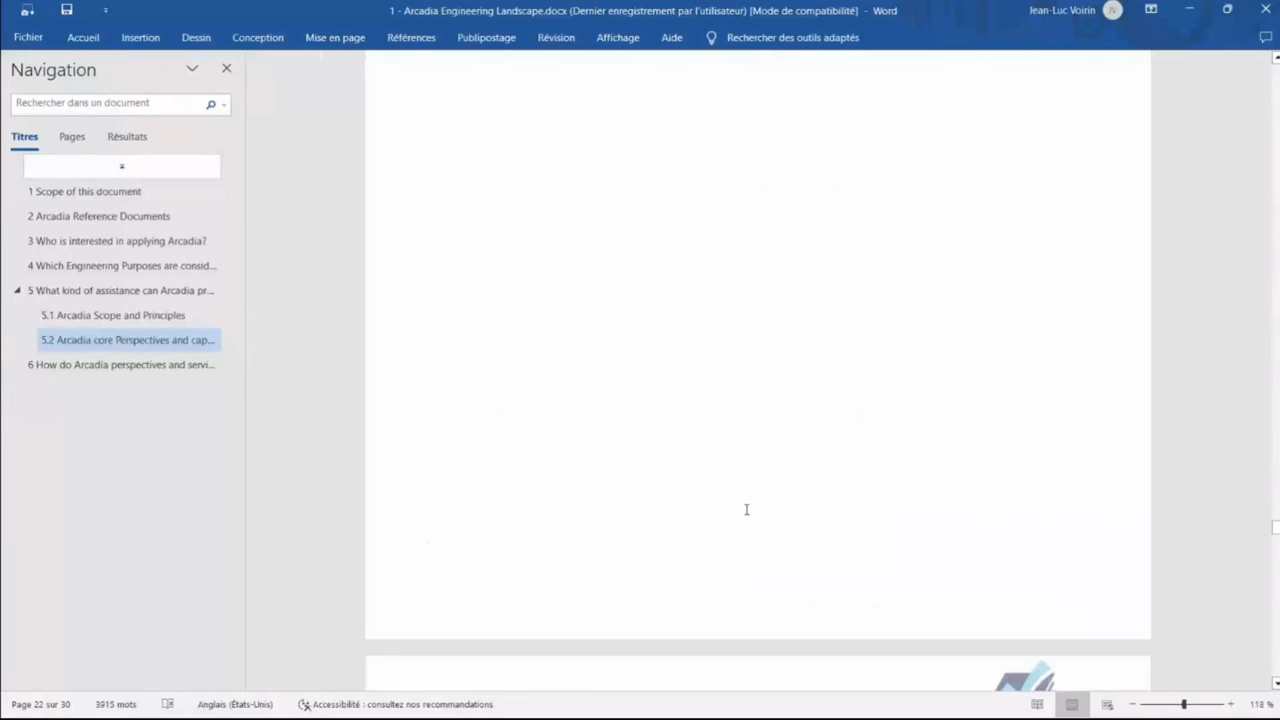 1 - Arcadia Engineering Landscape.docx (Dernier enregistrement par l'utilisateur) [Mode de compatibilité] - Word
Jean-Luc Voirin JV
Fichier Accueil Insertion Dessin Conception Mise en page Références Publipostage Révision Affichage Aide Rechercher des outils adaptés
Navigation
Rechercher dans un document
Titres Pages Résultats
1 Scope of this document
2 Arcadia Reference Documents
3 Who is interested in applying Arcadia?
4 Which Engineering Purposes are consid...
5 What kind of assistance can Arcadia pr...
5.1 Arcadia Scope and Principles
5.2 Arcadia core Perspectives and cap...
6 How do Arcadia perspectives and servi...
Page 22 sur 30 3915 mots Anglais (États-Unis) Accessibilité : consultez nos recommandations 118 %